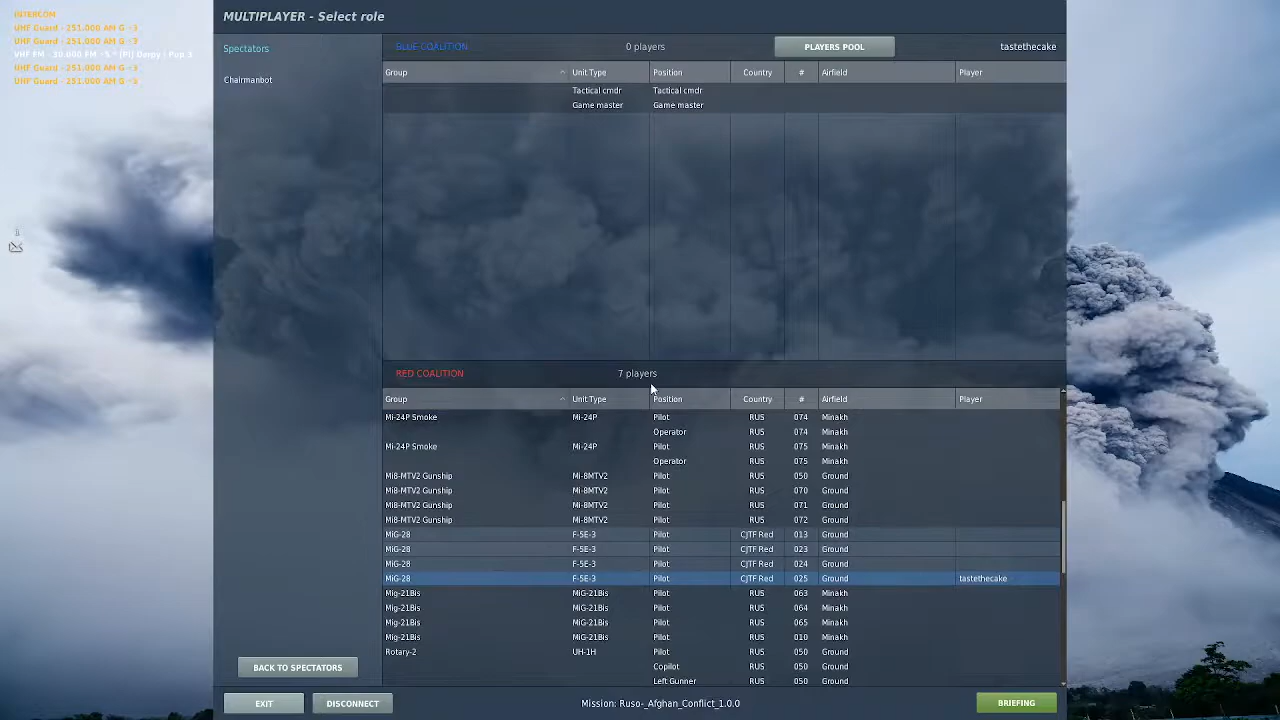 MULTIPLAYER - Select role
INTERCOM
UHF Guard - 251.000 AM G - 3
UHF Guard - 251.000 AM G - 3
UHF Guard - 251.000 AM G - 3
UHF Guard - 251.000 AM G - 3
1
Spectators
Chairmanbot
BLUE COALITION 0 players PLAYERS POOL tastethecake
Group Unit Type Position Country # Airfield Player
Tactical cmdr Tactical cmdr
Game master Game master
RED COALITION 7 players
Group Unit Type Position Country # Airfield Player
Mi-24P Smoke Mi-24P Pilot RUS 074 Minakh
Operator RUS 074 Minakh
Mi-24P Smoke Mi-24P Pilot RUS 075 Minakh
Operator RUS 075 Minakh
Mi8-MTV2 Gunship Mi-8MTV2 Pilot RUS 050 Ground
Mi8-MTV2 Gunship Mi-8MTV2 Pilot RUS 070 Ground
Mi8-MTV2 Gunship Mi-8MTV2 Pilot RUS 071 Ground
Mi8-MTV2 Gunship Mi-8MTV2 Pilot RUS 072 Ground
MiG-28 F-5E-3 Pilot CJTF Red 013 Ground
MiG-28 F-5E-3 Pilot CJTF Red 023 Ground
MiG-28 F-5E-3 Pilot CJTF Red 024 Ground
MiG-28 F-5E-3 Pilot CJTF Red 025 Ground tastethecake
Mig-21Bis MiG-21Bis Pilot RUS 063 Minakh
Mig-21Bis MiG-21Bis Pilot RUS 064 Minakh
Mig-21Bis MiG-21Bis Pilot RUS 065 Minakh
Mig-21Bis MiG-21Bis Pilot RUS 010 Minakh
Rotary-2 UH-1H Pilot RUS 050 Ground
Copilot RUS 050 Ground
Left Gunner RUS 050 Ground
BACK TO SPECTATORS
EXIT DISCONNECT Mission: Ruso-_Afghan_Conflict_1.0.0 BRIEFING